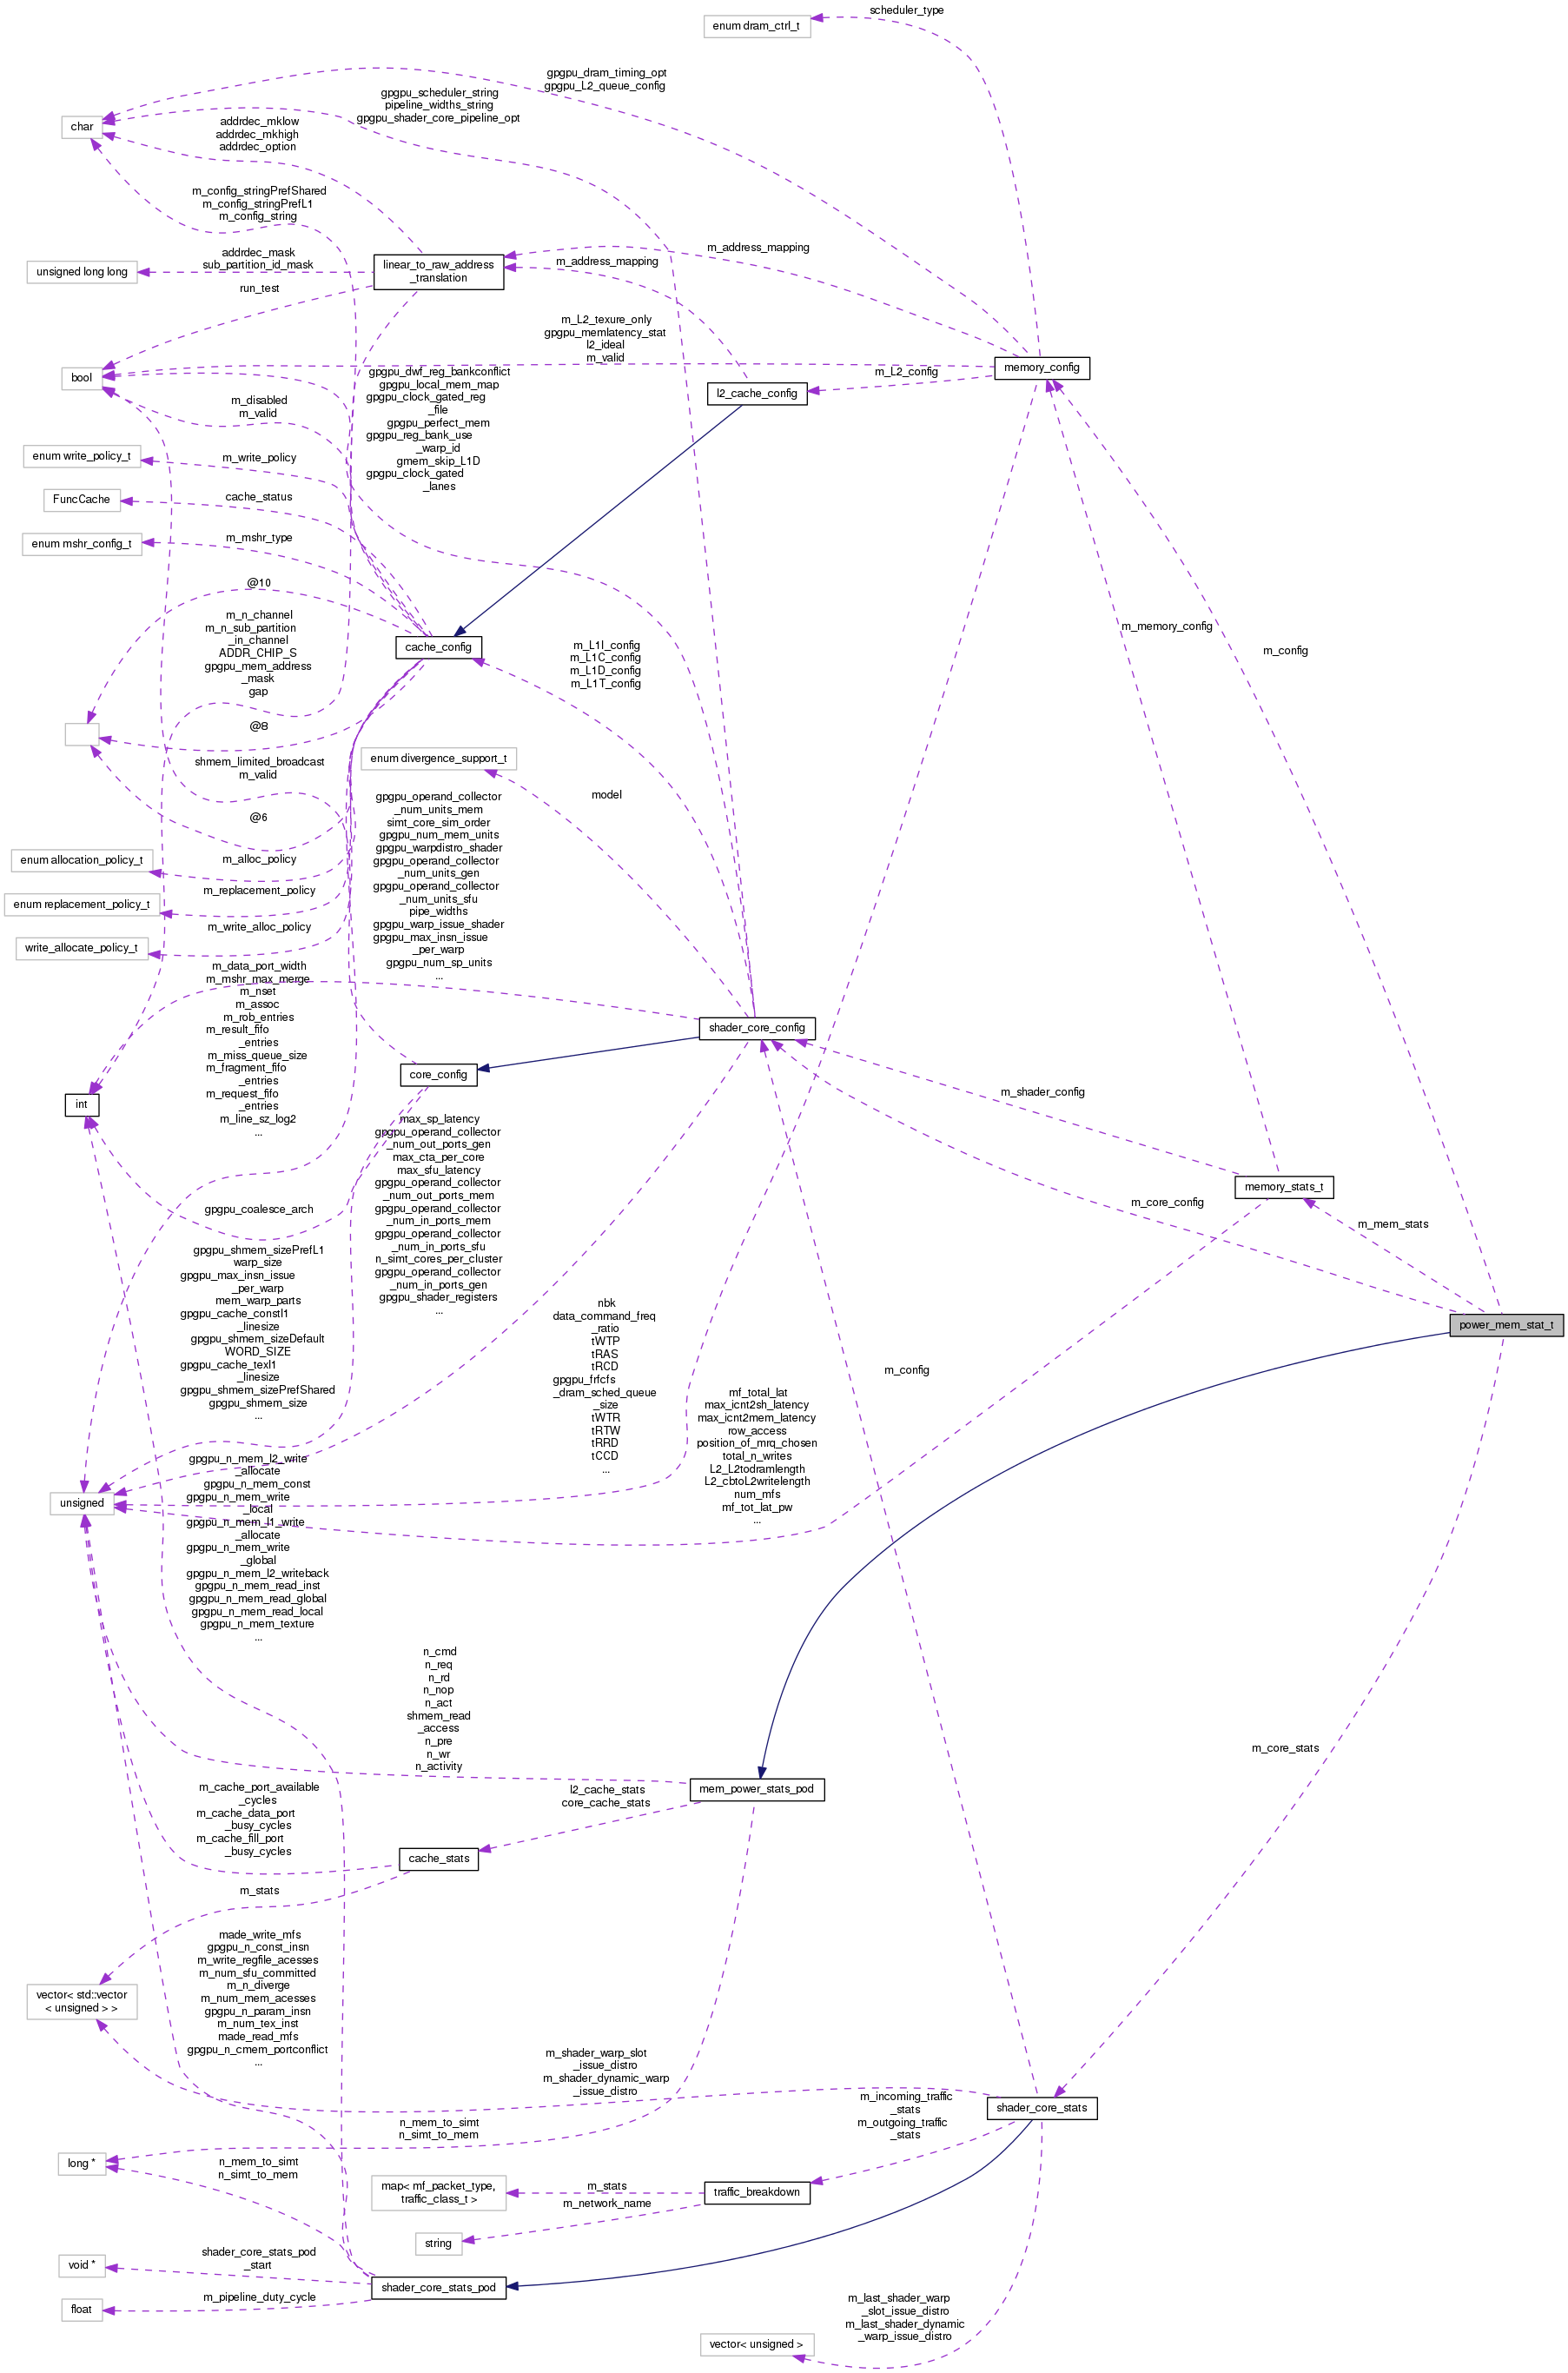 scheduler_type
enum dram_ctrl_t
gpgpu_dram_timing_opt
gpgpu_L2_queue_config
gpgpu_scheduler_string
pipeline_widths_string
gpgpu_shader_core_pipeline_opt
char
addrdec_mklow
addrdec_mkhigh
addrdec_option
m_config_stringPrefShared
m_config_stringPrefL1
m_config_string
m_address_mapping
addrdec_mask
sub_partition_id_mask
unsigned long long
linear_to_raw_address
_translation
m_address_mapping
run_test
m_L2_texure_only
gpgpu_memlatency_stat
l2_ideal
m_valid
memory_config
bool
gpgpu_dwf_reg_bankconflict
gpgpu_local_mem_map
gpgpu_clock_gated_reg
_file
gpgpu_perfect_mem
gpgpu_reg_bank_use
_warp_id
gmem_skip_L1D
gpgpu_clock_gated
_lanes
m_L2_config
l2_cache_config
m_disabled
m_valid
enum write_policy_t
m_write_policy
FuncCache
cache_status
enum mshr_config_t
m_mshr_type
@10
m_n_channel
m_n_sub_partition
_in_channel
ADDR_CHIP_S
gpgpu_mem_address
_mask
gap
cache_config
m_L1I_config
m_L1C_config
m_L1D_config
m_L1T_config
m_memory_config
m_config
@8
enum divergence_support_t
shmem_limited_broadcast
m_valid
model
@6
gpgpu_operand_collector
_num_units_mem
simt_core_sim_order
gpgpu_num_mem_units
gpgpu_warpdistro_shader
gpgpu_operand_collector
_num_units_gen
gpgpu_operand_collector
_num_units_sfu
pipe_widths
gpgpu_warp_issue_shader
gpgpu_max_insn_issue
_per_warp
gpgpu_num_sp_units
...
enum allocation_policy_t
m_alloc_policy
enum replacement_policy_t
m_replacement_policy
write_allocate_policy_t
m_write_alloc_policy
m_data_port_width
m_mshr_max_merge
m_nset
m_assoc
m_rob_entries
m_result_fifo
_entries
m_miss_queue_size
m_fragment_fifo
_entries
m_request_fifo
_entries
m_line_sz_log2
...
shader_core_config
core_config
int
m_shader_config
max_sp_latency
gpgpu_operand_collector
_num_out_ports_gen
max_cta_per_core
max_sfu_latency
gpgpu_operand_collector
_num_out_ports_mem
gpgpu_operand_collector
_num_in_ports_mem
gpgpu_operand_collector
_num_in_ports_sfu
n_simt_cores_per_cluster
gpgpu_operand_collector
_num_in_ports_gen
gpgpu_shader_registers
...
memory_stats_t
m_core_config
m_mem_stats
gpgpu_coalesce_arch
gpgpu_shmem_sizePrefL1
warp_size
gpgpu_max_insn_issue
_per_warp
mem_warp_parts
gpgpu_cache_constl1
_linesize
gpgpu_shmem_sizeDefault
WORD_SIZE
gpgpu_cache_texl1
_linesize
gpgpu_shmem_sizePrefShared
gpgpu_shmem_size
...
nbk
data_command_freq
_ratio
tWTP
tRAS
tRCD
gpgpu_frfcfs
_dram_sched_queue
_size
tWTR
tRTW
tRRD
tCCD
...
power_mem_stat_t
m_config
mf_total_lat
max_icnt2sh_latency
max_icnt2mem_latency
row_access
position_of_mrq_chosen
total_n_writes
L2_L2todramlength
L2_cbtoL2writelength
num_mfs
mf_tot_lat_pw
...
unsigned
gpgpu_n_mem_l2_write
_allocate
gpgpu_n_mem_const
gpgpu_n_mem_write
_local
gpgpu_n_mem_l1_write
_allocate
gpgpu_n_mem_write
_global
gpgpu_n_mem_l2_writeback
gpgpu_n_mem_read_inst
gpgpu_n_mem_read_global
gpgpu_n_mem_read_local
gpgpu_n_mem_texture
...
n_cmd
n_req
n_rd
n_nop
n_act
shmem_read
_access
n_pre
n_wr
n_activity
m_core_stats
mem_power_stats_pod
l2_cache_stats
core_cache_stats
m_cache_port_available
_cycles
m_cache_data_port
_busy_cycles
m_cache_fill_port
_busy_cycles
cache_stats
m_stats
made_write_mfs
gpgpu_n_const_insn
m_write_regfile_acesses
m_num_sfu_committed
m_n_diverge
m_num_mem_acesses
gpgpu_n_param_insn
m_num_tex_inst
made_read_mfs
gpgpu_n_cmem_portconflict
...
vector< std::vector
< unsigned > >
m_shader_warp_slot
_issue_distro
m_shader_dynamic_warp
_issue_distro
m_incoming_traffic
_stats
m_outgoing_traffic
_stats
shader_core_stats
n_mem_to_simt
n_simt_to_mem
long *
n_mem_to_simt
n_simt_to_mem
map< mf_packet_type,
traffic_class_t >
m_stats
traffic_breakdown
m_network_name
string
void *
shader_core_stats_pod
_start
shader_core_stats_pod
float
m_pipeline_duty_cycle
m_last_shader_warp
_slot_issue_distro
m_last_shader_dynamic
_warp_issue_distro
vector< unsigned >